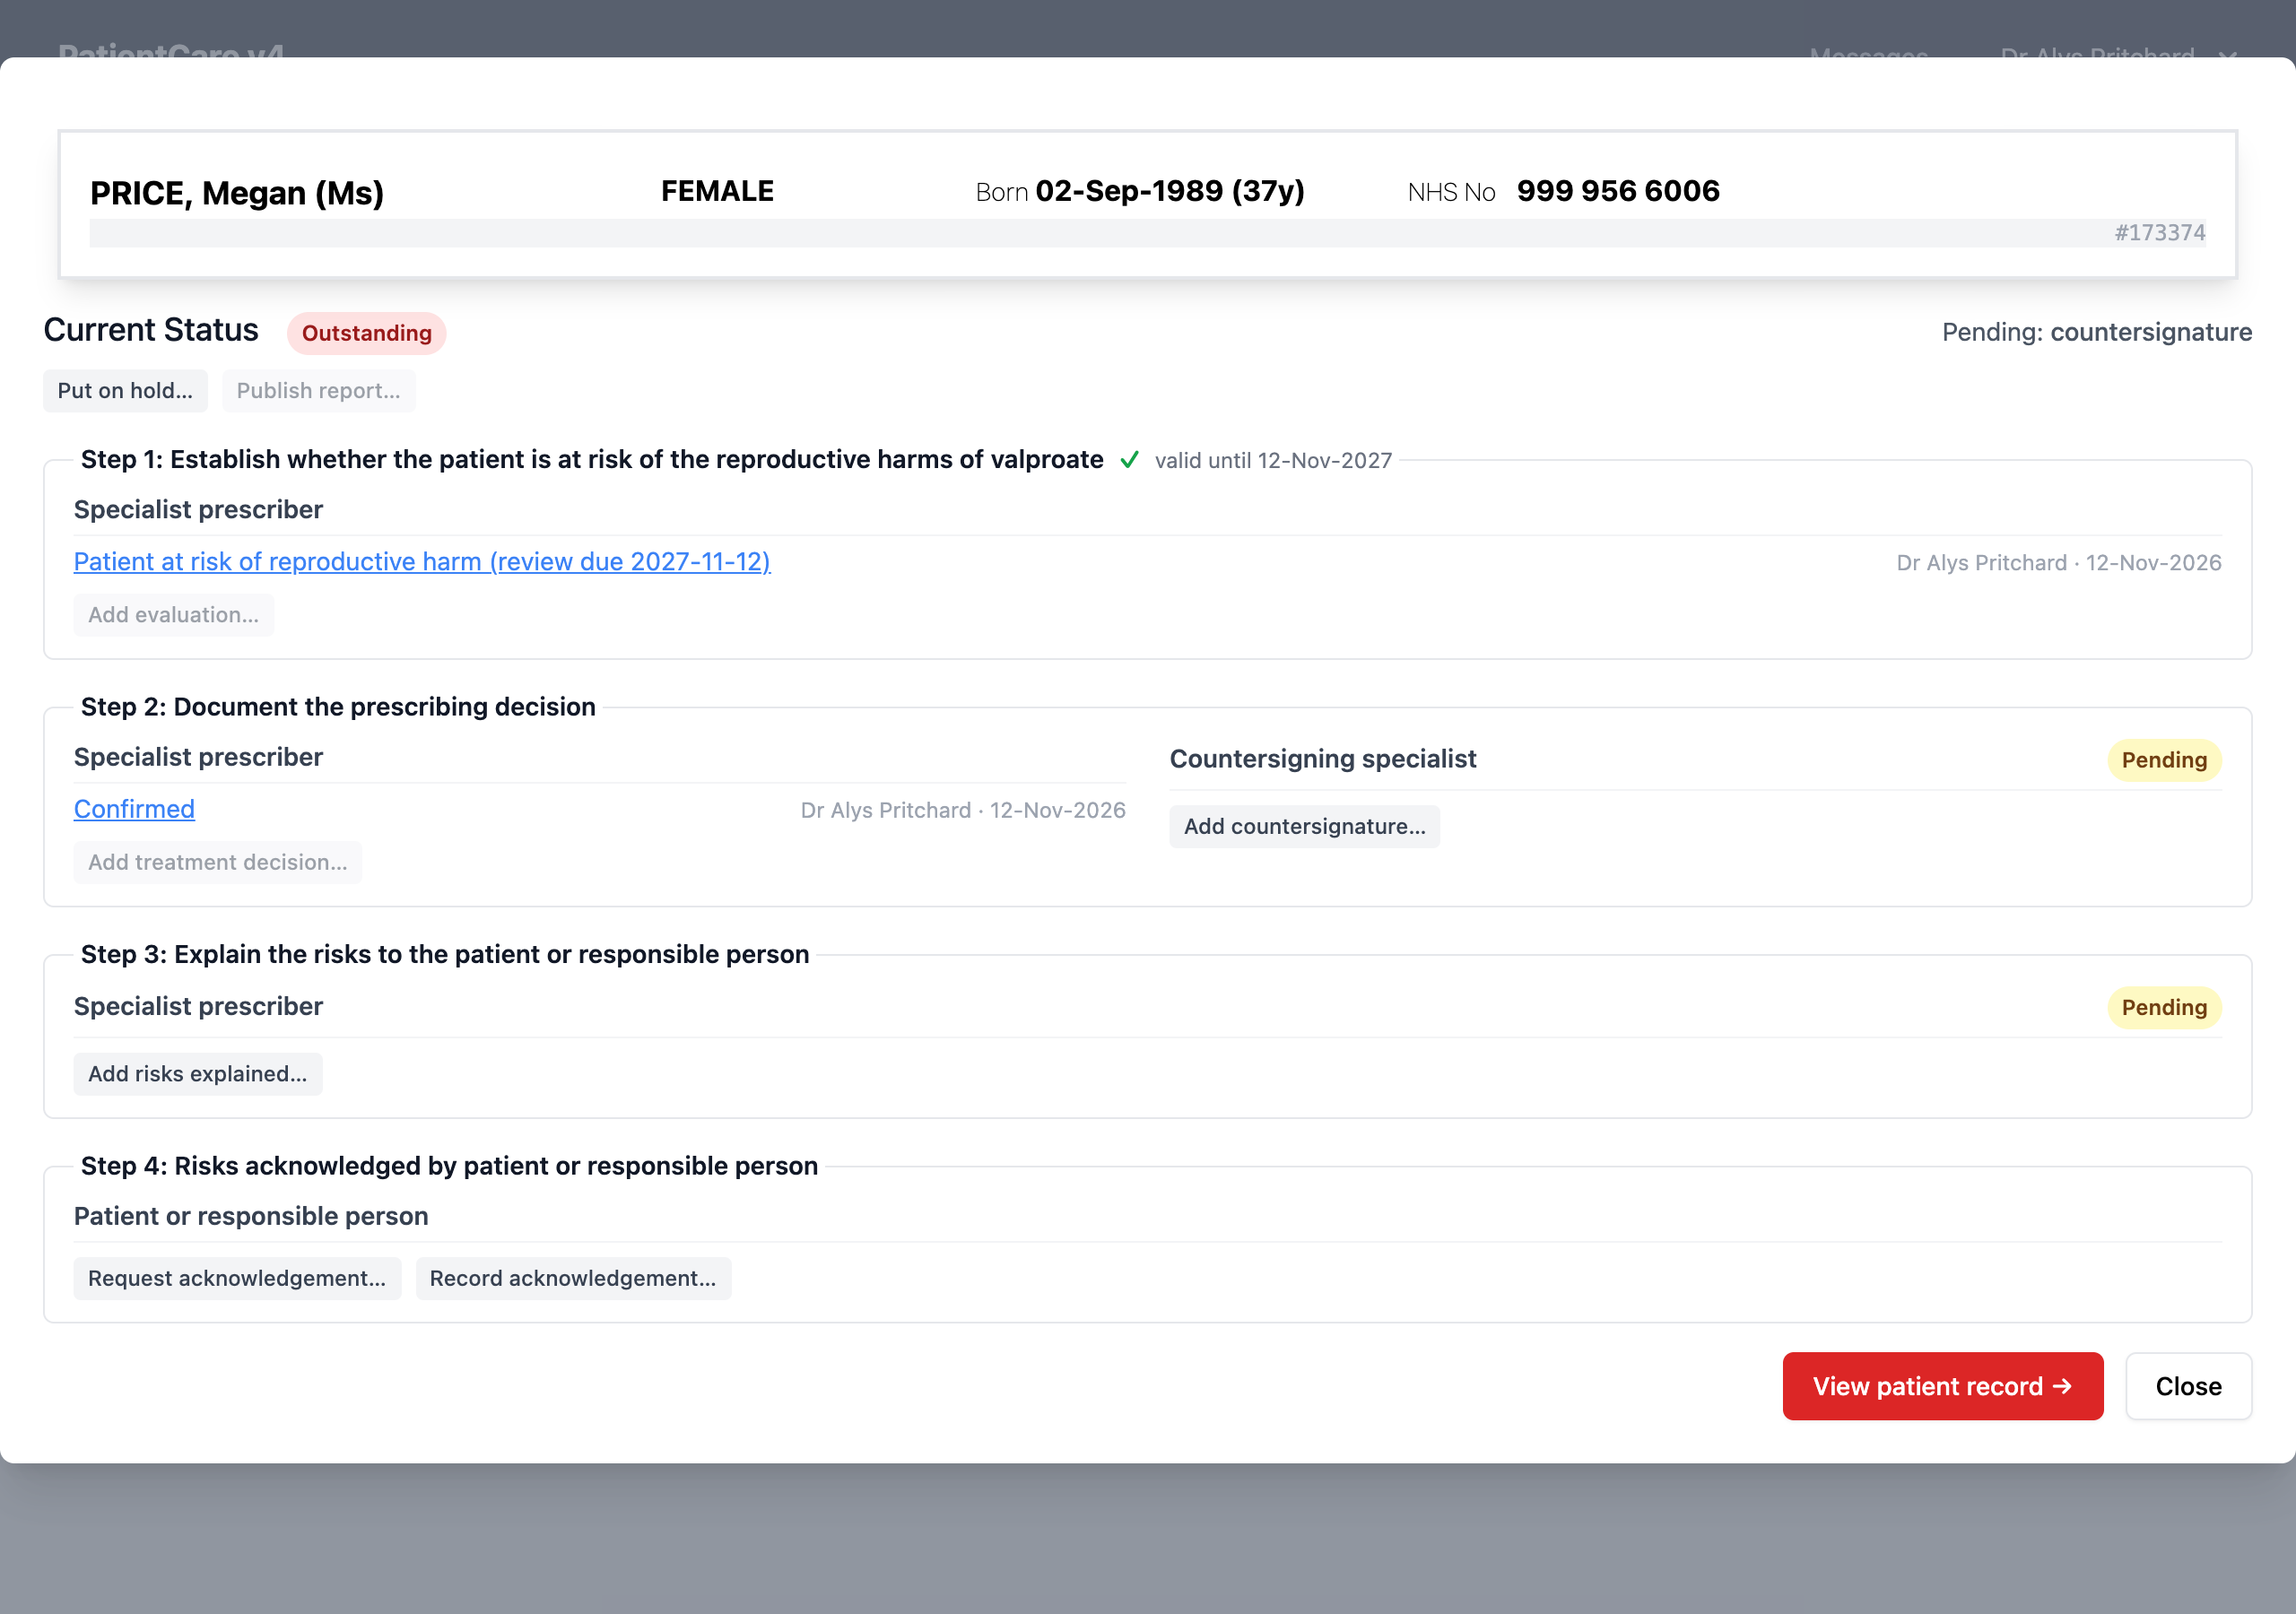 PatientCare v4 Messages Dr Alys Pritchard
PRICE, Megan (Ms) FEMALE Born 02-Sep-1989 (37y) NHS No 999 956 6006
#173374
Current Status Outstanding Pending: countersignature
Put on hold... Publish report...
Step 1: Establish whether the patient is at risk of the reproductive harms of valproate ✓ valid until 12-Nov-2027
Specialist prescriber
Patient at risk of reproductive harm (review due 2027-11-12) Dr Alys Pritchard · 12-Nov-2026
Add evaluation...
Step 2: Document the prescribing decision
Specialist prescriber
Confirmed Dr Alys Pritchard · 12-Nov-2026
Add treatment decision...
Countersigning specialist Pending
Add countersignature...
Step 3: Explain the risks to the patient or responsible person
Specialist prescriber Pending
Add risks explained...
Step 4: Risks acknowledged by patient or responsible person
Patient or responsible person
Request acknowledgement... Record acknowledgement...
View patient record → Close